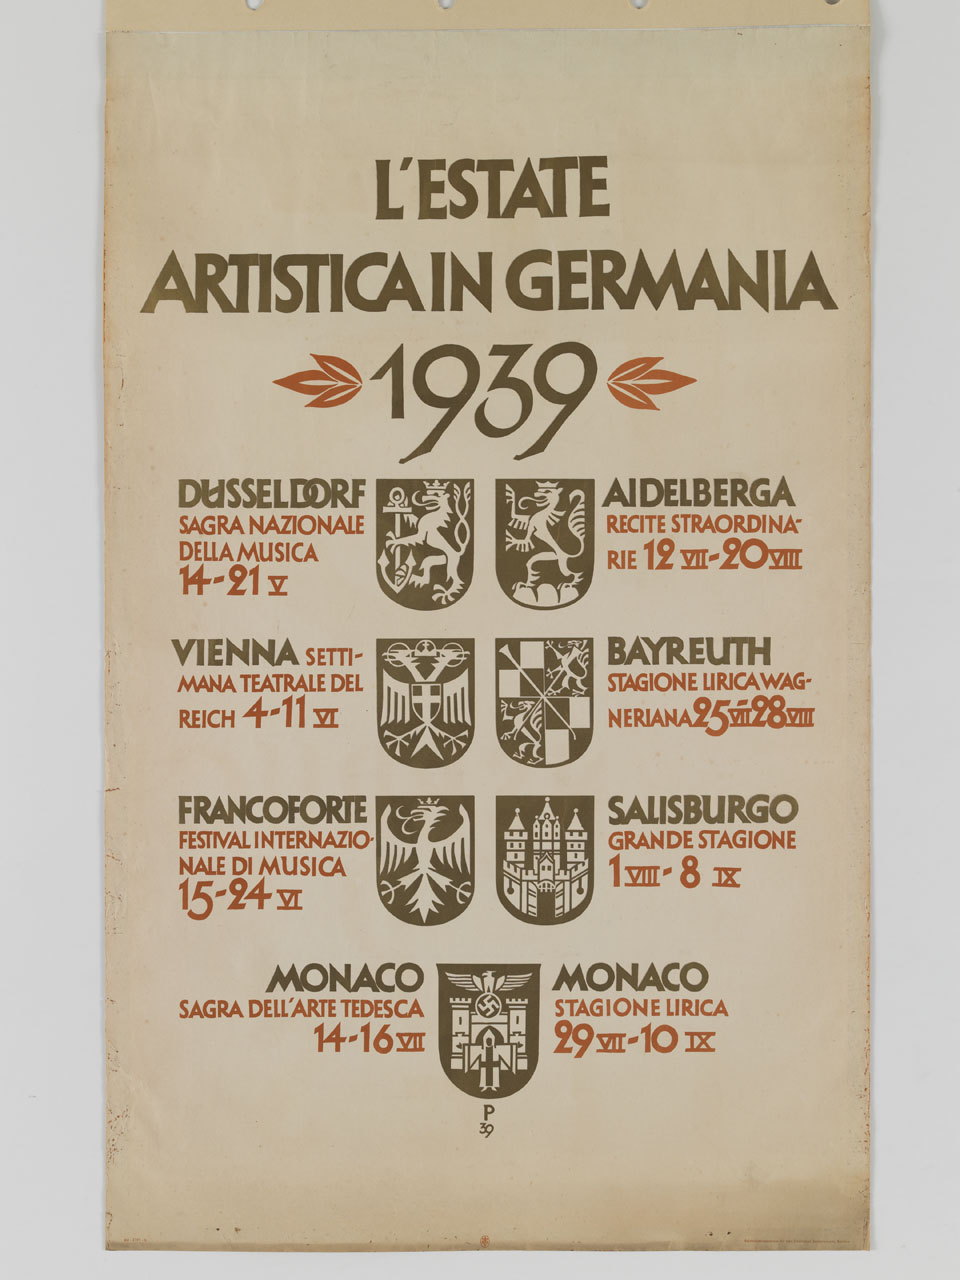 L'ESTATE
ARTISTICA IN GERMANIA
1939
DUSSELDORF
SAGRA NAZIONALE
DELLA MUSICA
14-21 V
AIDELBERGA
RECITE STRAORDINA-
RIE 12 VII-20 VIII
VIENNA SETTI-
MANA TEATRALE DEL
REICH 4-11 VI
BAYREUTH
STAGIONE LIRICA WAG-
NERIANA 25 VII-28 VIII
FRANCOFORTE
FESTIVAL INTERNAZIO-
NALE DI MUSICA
15-24 VI
SALISBURGO
GRANDE STAGIONE
1 VIII-8 IX
MONACO
SAGRA DELL'ARTE TEDESCA
14-16 VII
MONACO
STAGIONE LIRICA
29 VII-10 IX
P
39